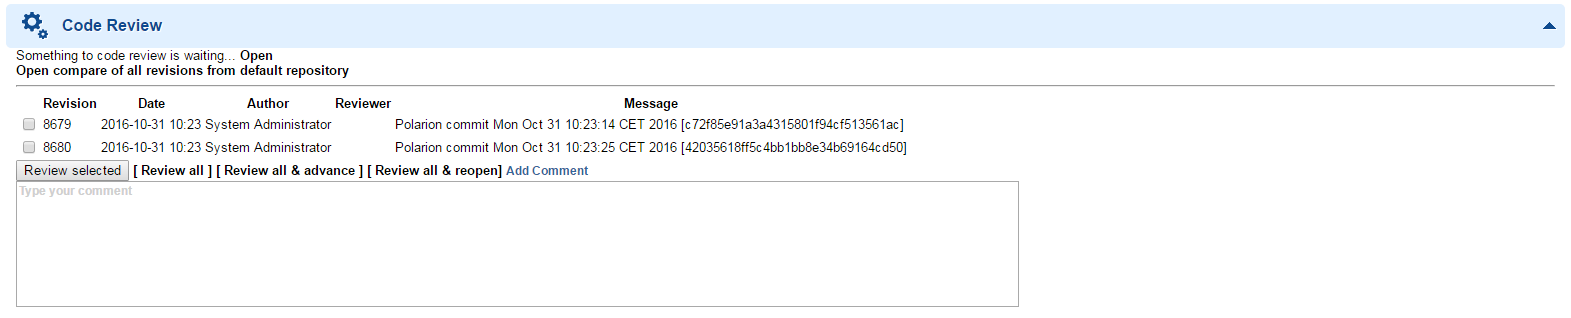 Code Review
Something to code review is waiting... Open
Open compare of all revisions from default repository
Revision Date Author Reviewer Message
8679 2016-10-31 10:23 System Administrator Polarion commit Mon Oct 31 10:23:14 CET 2016 [c72f85e91a3a4315801f94cf513561ac]
8680 2016-10-31 10:23 System Administrator Polarion commit Mon Oct 31 10:23:25 CET 2016 [42035618ff5c4bb1bb8e34b69164cd50]
Review selected [ Review all ] [ Review all & advance ] [ Review all & reopen] Add Comment
Type your comment